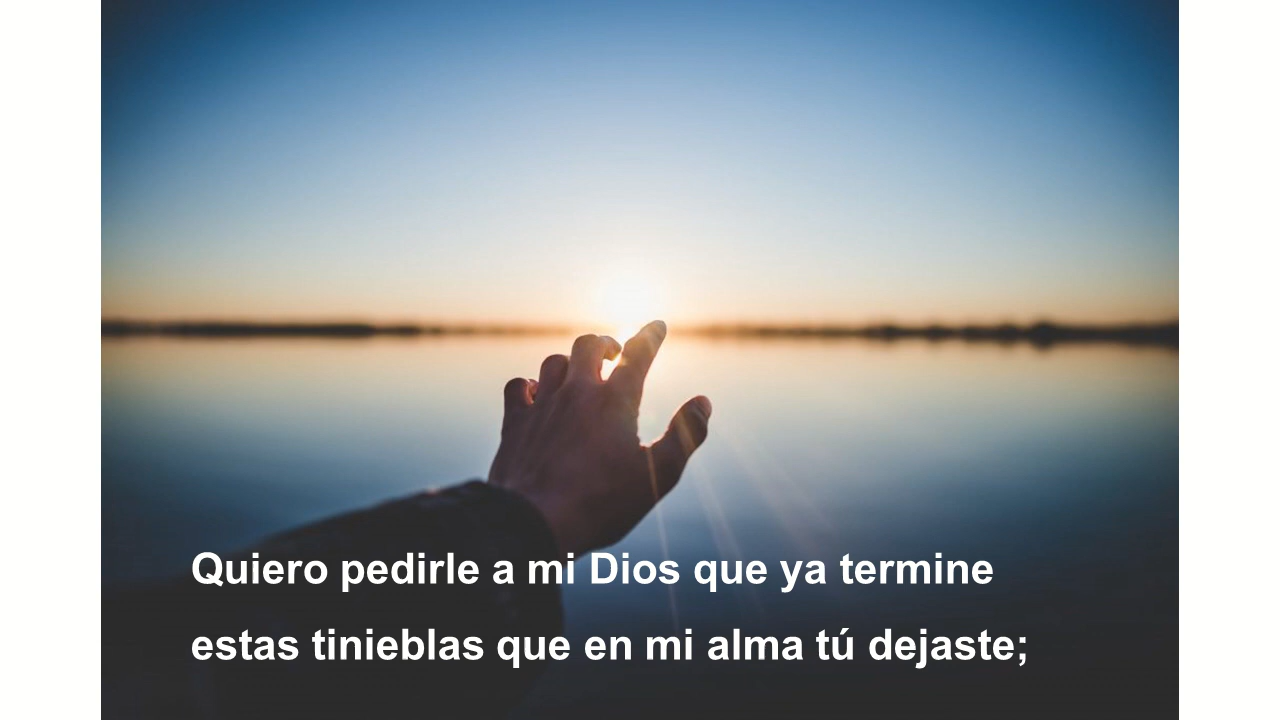 Quiero pedirle a mi Dios que ya termine
estas tinieblas que en mi alma tú dejaste;